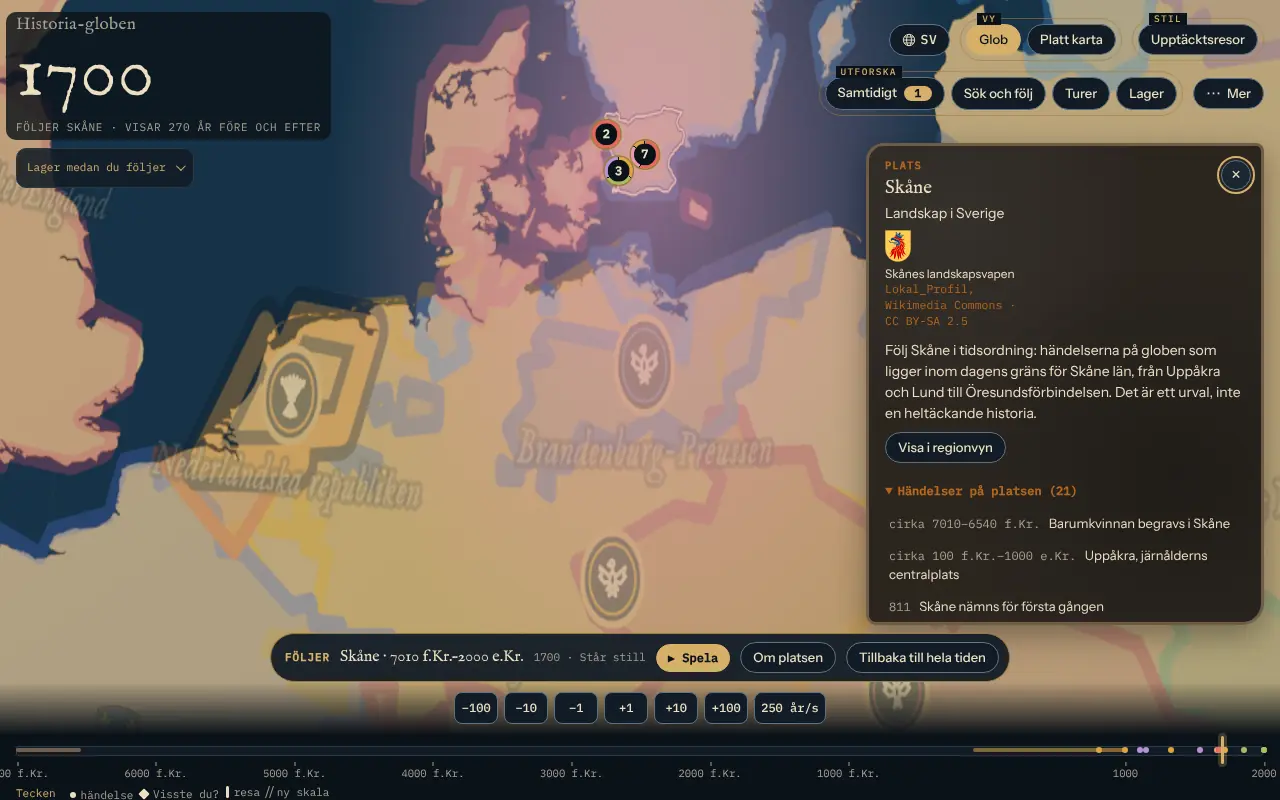 Historia-globen
1700
FÖLJER SKÅNE · VISAR 270 ÅR FÖRE OCH EFTER
Lager medan du följer
SV
VY
Glob
Platt karta
STIL
Upptäcktsresor
UTFORSKA
Samtidigt 1
Sök och följ
Turer
Lager
··· Mer
England
2
7
3
Nederländska republiken
Brandenburg-Preussen
PLATS
Skåne
×
Landskap i Sverige
Skånes landskapsvapen
Lokal_Profil,
Wikimedia Commons ·
CC BY-SA 2.5
Följ Skåne i tidsordning: händelserna på globen som
ligger inom dagens gräns för Skåne län, från Uppåkra
och Lund till Öresundsförbindelsen. Det är ett urval, inte
en heltäckande historia.
Visa i regionvyn
▼ Händelser på platsen (21)
cirka 7010–6540 f.Kr. Barumkvinnan begravs i Skåne
cirka 100 f.Kr.–1000 e.Kr. Uppåkra, järnålderns
centralplats
811 Skåne nämns för första gången
FÖLJER Skåne · 7010 f.Kr.–2000 e.Kr. 1700 · Står still ▶ Spela Om platsen Tillbaka till hela tiden
−100 −10 −1 +1 +10 +100 250 år/s
00 f.Kr. 6000 f.Kr. 5000 f.Kr. 4000 f.Kr. 3000 f.Kr. 2000 f.Kr. 1000 f.Kr. 1000 2000
Tecken händelse Visste du? resa // ny skala